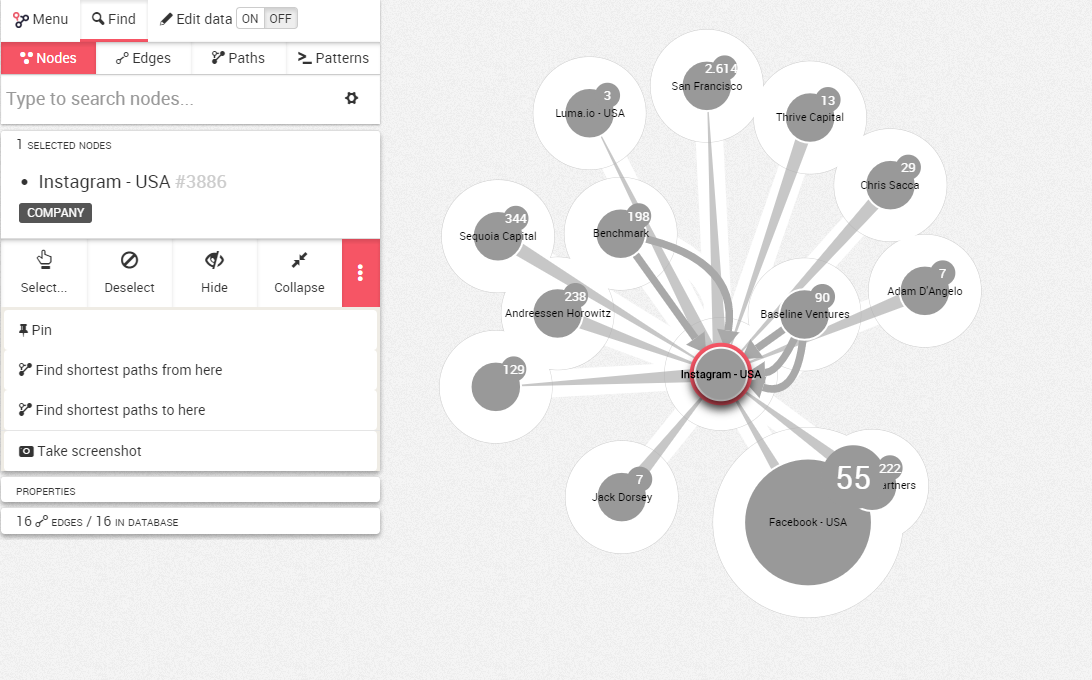 Menu
Find
Edit data
ON OFF
Nodes
Edges
Paths
Patterns
Type to search nodes...
1 SELECTED NODES
• Instagram - USA #3886
COMPANY
Select...
Deselect
Hide
Collapse
Pin
Find shortest paths from here
Find shortest paths to here
Take screenshot
PROPERTIES
16 EDGES / 16 IN DATABASE
2.614
San Francisco
3
Luma.io - USA
13
Thrive Capital
29
Chris Sacca
344
Sequoia Capital
198
Benchmark
7
Adam D'Angelo
238
Andreessen Horowitz
90
Baseline Ventures
129
Instagram - USA
7
Jack Dorsey
55
222
artners
Facebook - USA